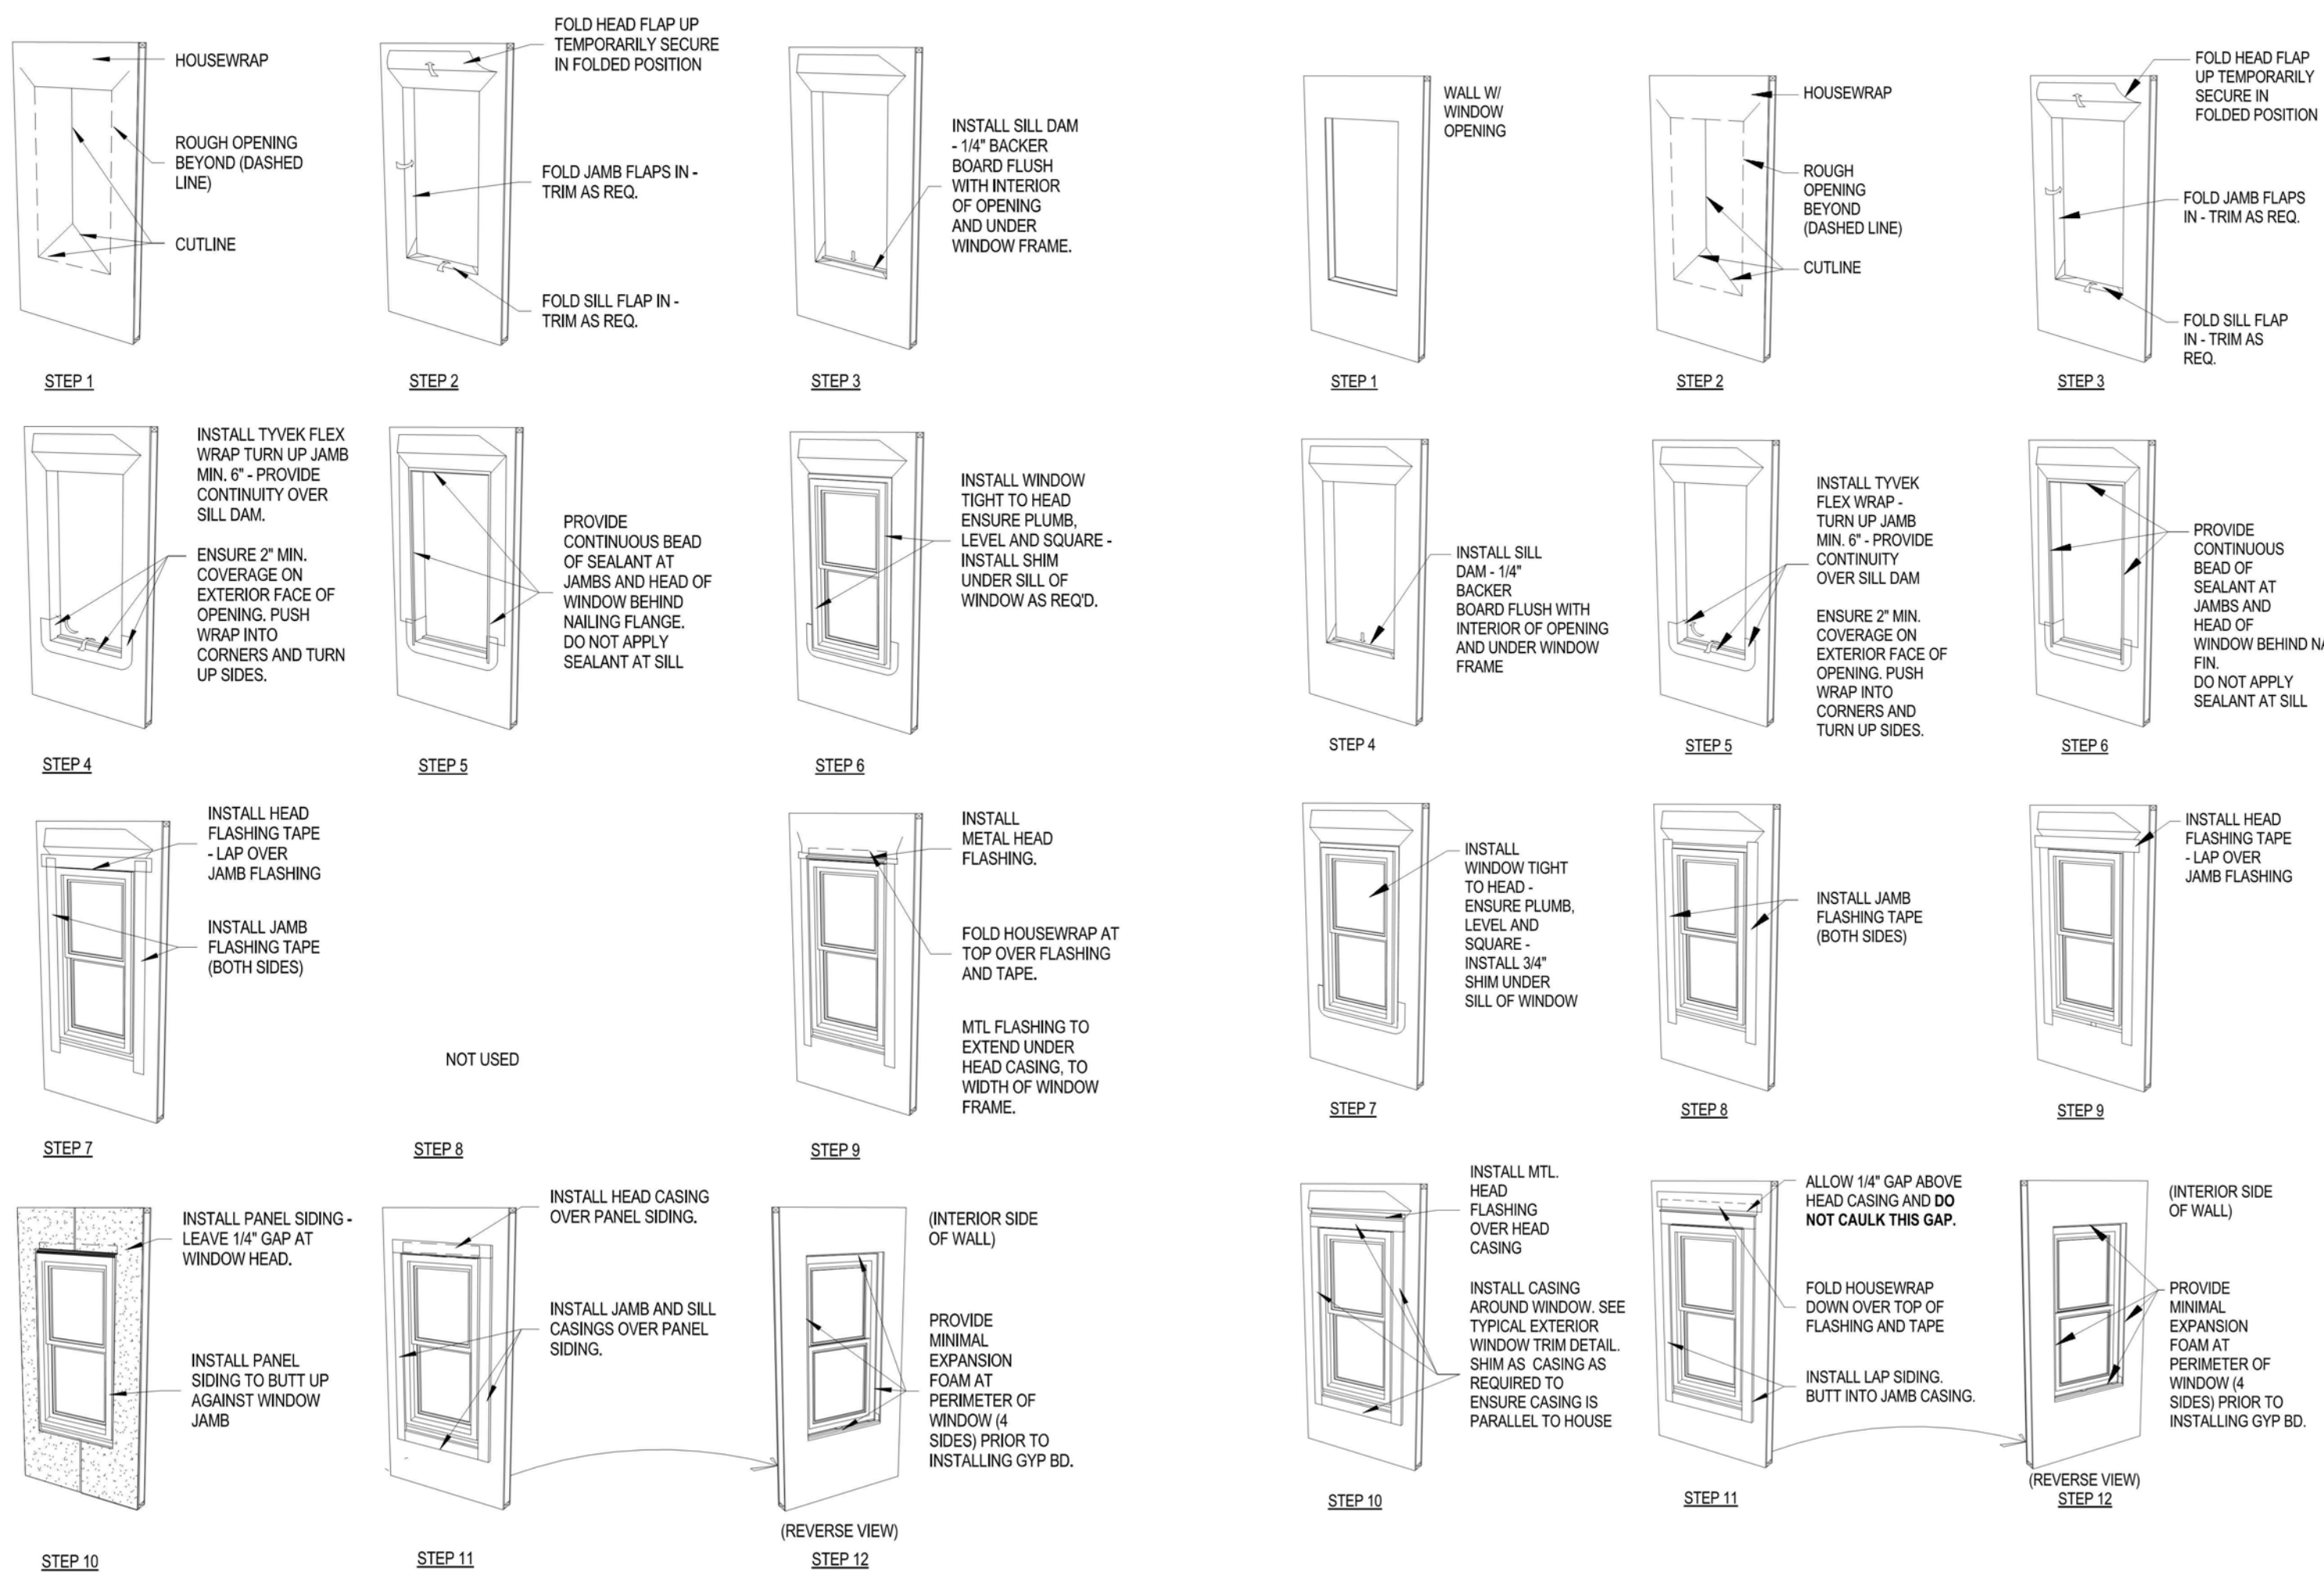 HOUSEWRAP
ROUGH OPENING
BEYOND (DASHED
LINE)
CUTLINE
STEP 1
FOLD HEAD FLAP UP
TEMPORARILY SECURE
IN FOLDED POSITION
FOLD JAMB FLAPS IN -
TRIM AS REQ.
FOLD SILL FLAP IN -
TRIM AS REQ.
STEP 2
INSTALL SILL DAM
- 1/4" BACKER
BOARD FLUSH
WITH INTERIOR
OF OPENING
AND UNDER
WINDOW FRAME.
STEP 3
INSTALL TYVEK FLEX
WRAP TURN UP JAMB
MIN. 6" - PROVIDE
CONTINUITY OVER
SILL DAM.
ENSURE 2" MIN.
COVERAGE ON
EXTERIOR FACE OF
OPENING. PUSH
WRAP INTO
CORNERS AND TURN
UP SIDES.
STEP 4
PROVIDE
CONTINUOUS BEAD
OF SEALANT AT
JAMBS AND HEAD OF
WINDOW BEHIND
NAILING FLANGE.
DO NOT APPLY
SEALANT AT SILL
STEP 5
INSTALL WINDOW
TIGHT TO HEAD
ENSURE PLUMB,
LEVEL AND SQUARE -
INSTALL SHIM
UNDER SILL OF
WINDOW AS REQ'D.
STEP 6
INSTALL HEAD
FLASHING TAPE
- LAP OVER
JAMB FLASHING
INSTALL JAMB
FLASHING TAPE
(BOTH SIDES)
STEP 7
NOT USED
STEP 8
INSTALL
METAL HEAD
FLASHING.
FOLD HOUSEWRAP AT
TOP OVER FLASHING
AND TAPE.
MTL FLASHING TO
EXTEND UNDER
HEAD CASING, TO
WIDTH OF WINDOW
FRAME.
STEP 9
INSTALL PANEL SIDING -
LEAVE 1/4" GAP AT
WINDOW HEAD.
INSTALL PANEL
SIDING TO BUTT UP
AGAINST WINDOW
JAMB
STEP 10
INSTALL HEAD CASING
OVER PANEL SIDING.
INSTALL JAMB AND SILL
CASINGS OVER PANEL
SIDING.
STEP 11
(INTERIOR SIDE
OF WALL)
PROVIDE
MINIMAL
EXPANSION
FOAM AT
PERIMETER OF
WINDOW (4
SIDES) PRIOR TO
INSTALLING GYP BD.
(REVERSE VIEW)
STEP 12
WALL W/
WINDOW
OPENING
STEP 1
HOUSEWRAP
ROUGH
OPENING
BEYOND
(DASHED LINE)
CUTLINE
STEP 2
FOLD HEAD FLAP
UP TEMPORARILY
SECURE IN
FOLDED POSITION
FOLD JAMB FLAPS
IN - TRIM AS REQ.
FOLD SILL FLAP
IN - TRIM AS
REQ.
STEP 3
INSTALL SILL
DAM - 1/4"
BACKER
BOARD FLUSH WITH
INTERIOR OF OPENING
AND UNDER WINDOW
FRAME
STEP 4
INSTALL TYVEK
FLEX WRAP -
TURN UP JAMB
MIN. 6" - PROVIDE
CONTINUITY
OVER SILL DAM
ENSURE 2" MIN.
COVERAGE ON
EXTERIOR FACE OF
OPENING. PUSH
WRAP INTO
CORNERS AND
TURN UP SIDES.
STEP 5
PROVIDE
CONTINUOUS
BEAD OF
SEALANT AT
JAMBS AND
HEAD OF
WINDOW BEHIND
FIN.
DO NOT APPLY
SEALANT AT SILL
STEP 6
INSTALL
WINDOW TIGHT
TO HEAD -
ENSURE PLUMB,
LEVEL AND
SQUARE -
INSTALL 3/4"
SHIM UNDER
SILL OF WINDOW
STEP 7
INSTALL JAMB
FLASHING TAPE
(BOTH SIDES)
STEP 8
INSTALL HEAD
FLASHING TAPE
- LAP OVER
JAMB FLASHING
STEP 9
INSTALL MTL.
HEAD
FLASHING
OVER HEAD
CASING
INSTALL CASING
AROUND WINDOW. SEE
TYPICAL EXTERIOR
WINDOW TRIM DETAIL.
SHIM AS CASING AS
REQUIRED TO
ENSURE CASING IS
PARALLEL TO HOUSE
STEP 10
ALLOW 1/4" GAP ABOVE
HEAD CASING AND DO
NOT CAULK THIS GAP.
FOLD HOUSEWRAP
DOWN OVER TOP OF
FLASHING AND TAPE
INSTALL LAP SIDING.
BUTT INTO JAMB CASING.
STEP 11
(INTERIOR SIDE
OF WALL)
PROVIDE
MINIMAL
EXPANSION
FOAM AT
PERIMETER OF
WINDOW (4
SIDES) PRIOR TO
INSTALLING GYP BD.
(REVERSE VIEW)
STEP 12